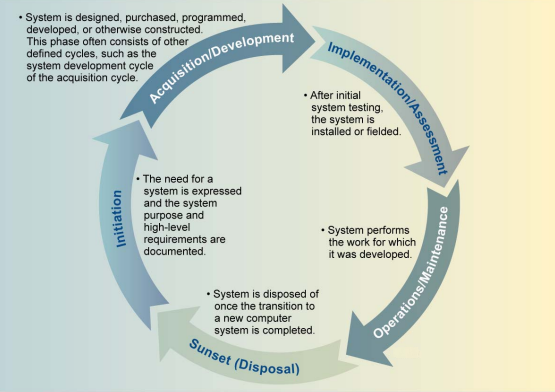 • System is designed, purchased, programmed,
developed, or otherwise constructed.
This phase often consists of other
defined cycles, such as the
system development cycle
of the acquisition cycle.
Acquisition/Development
Implementation/Assessment
• After initial
system testing,
the system is
installed or fielded.
Operations/Maintenance
• System performs
the work for which
it was developed.
Sunset (Disposal)
• System is disposed of
once the transition to
a new computer
system is completed.
Initiation
• The need for a
system is expressed
and the system
purpose and
high-level
requirements are
documented.